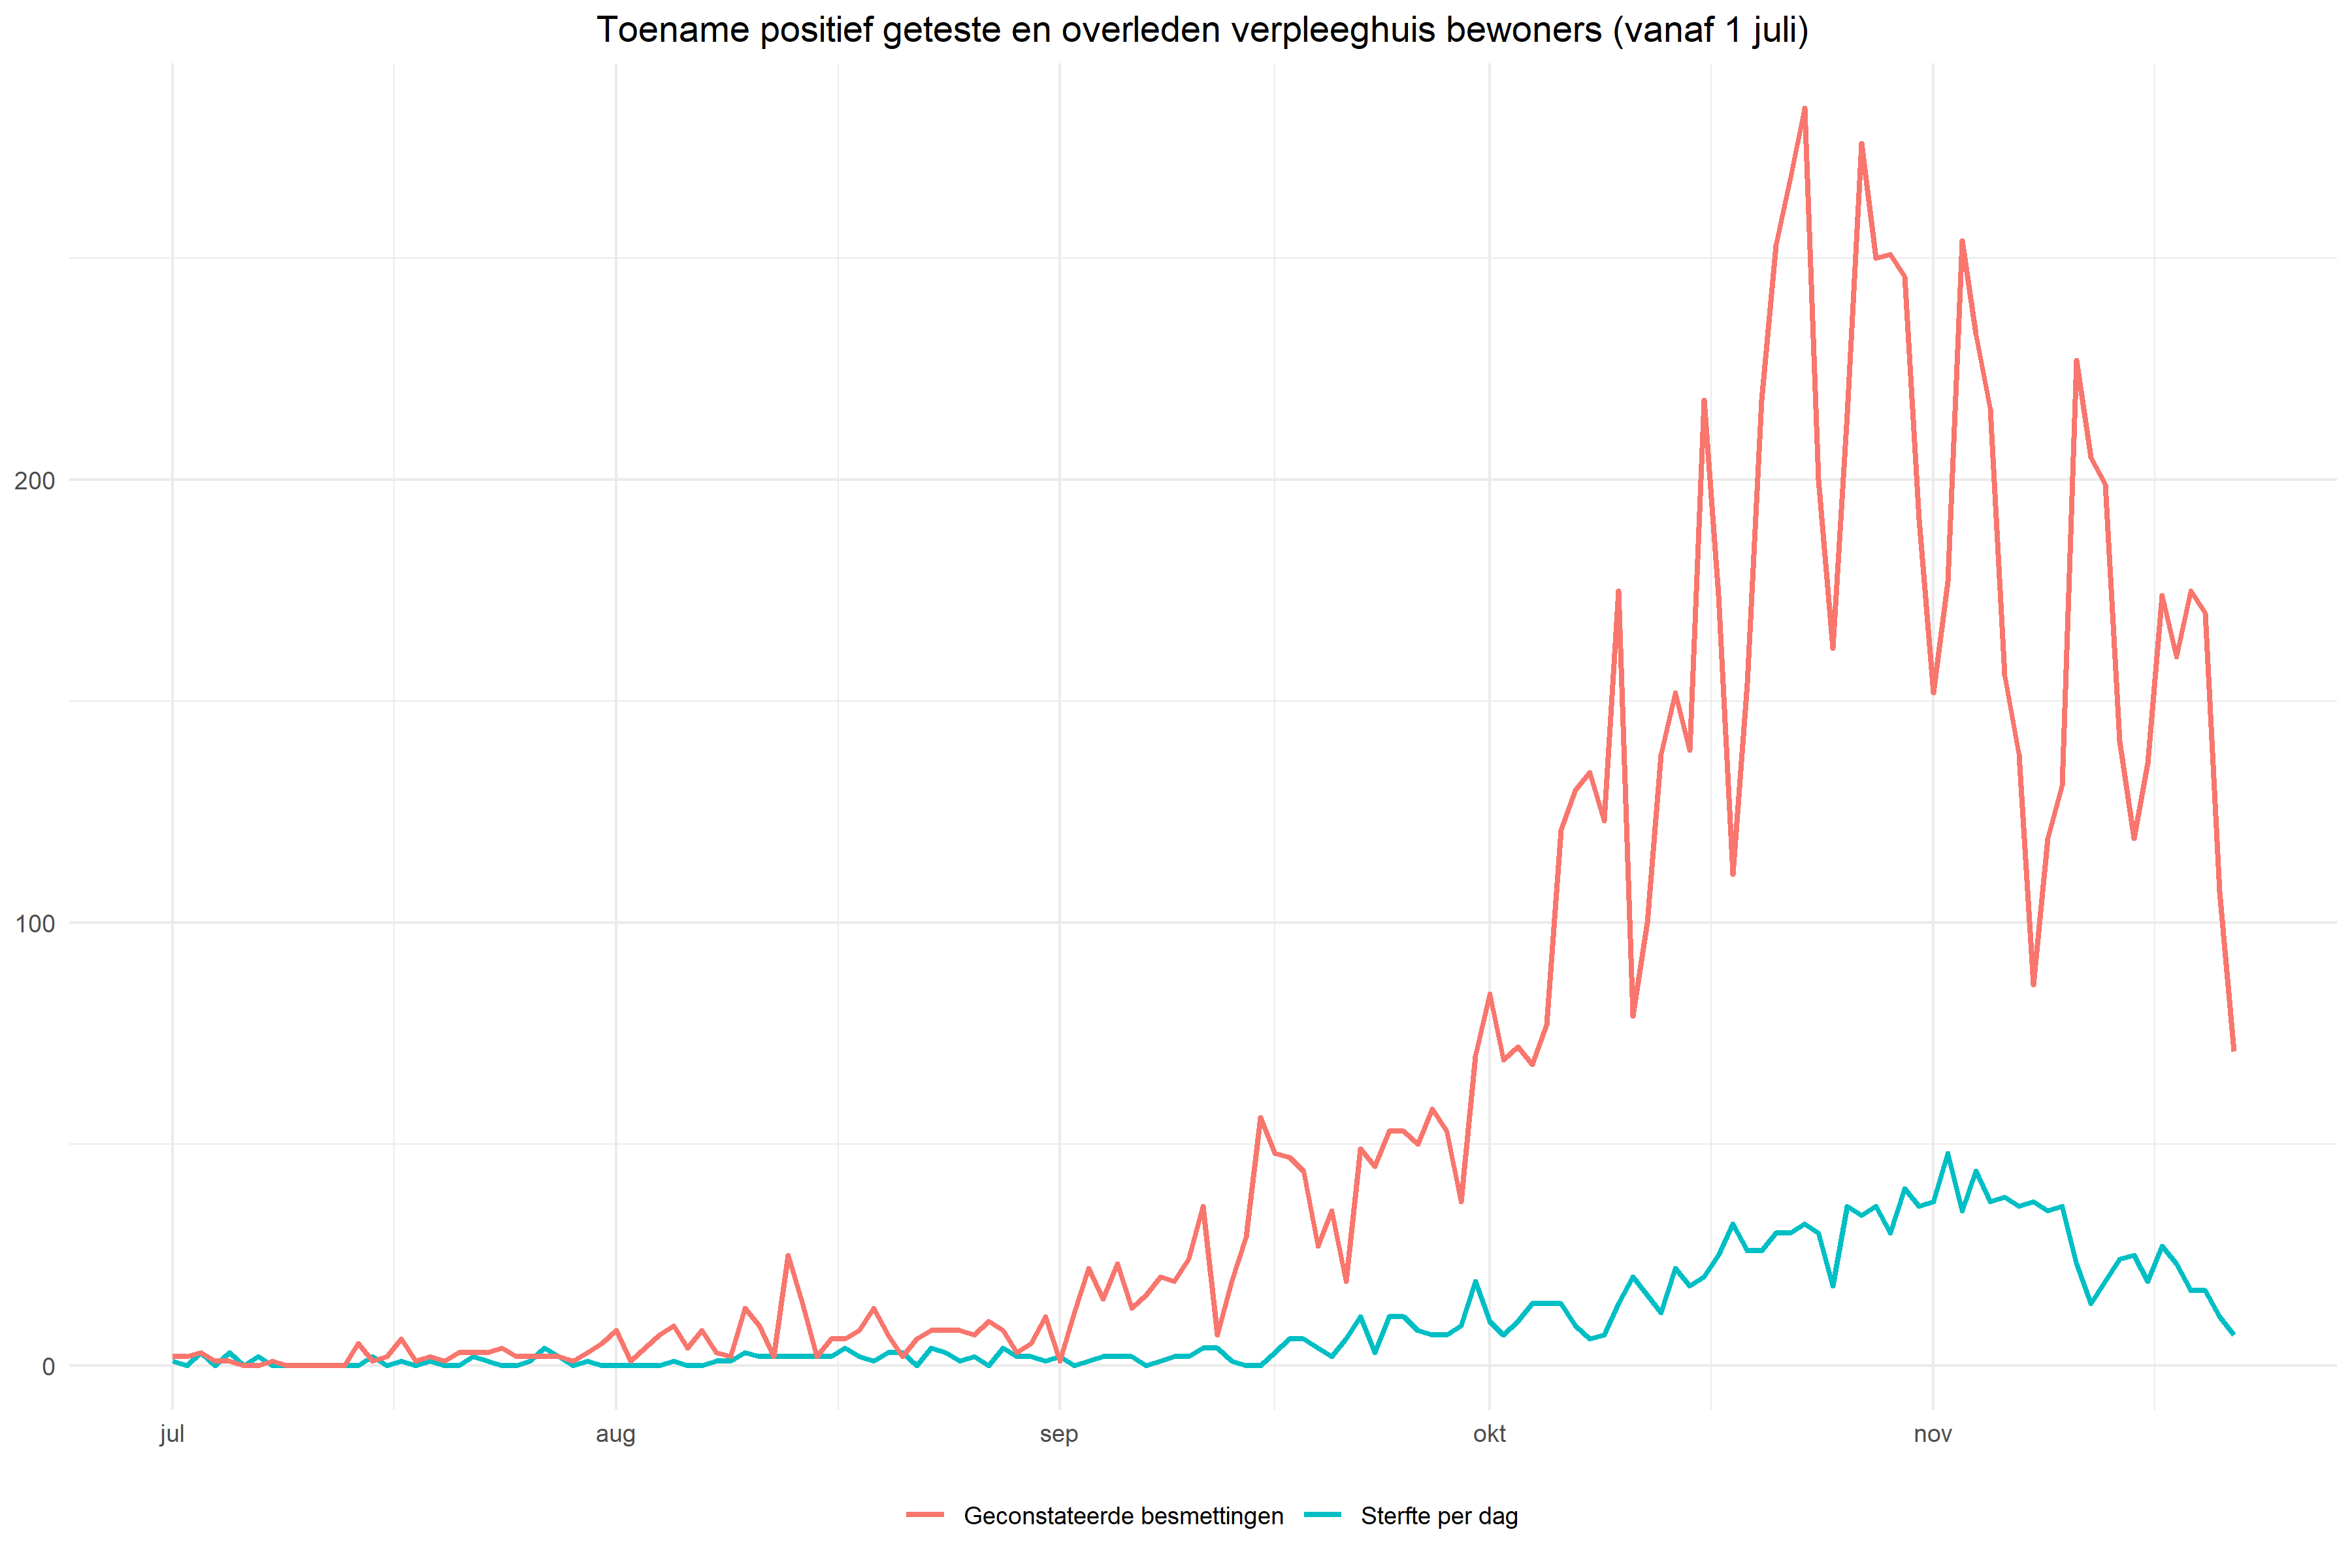 Toename positief geteste en overleden verpleeghuis bewoners (vanaf 1 juli)
200
100
0
jul aug sep okt nov
Geconstateerde besmettingen Sterfte per dag